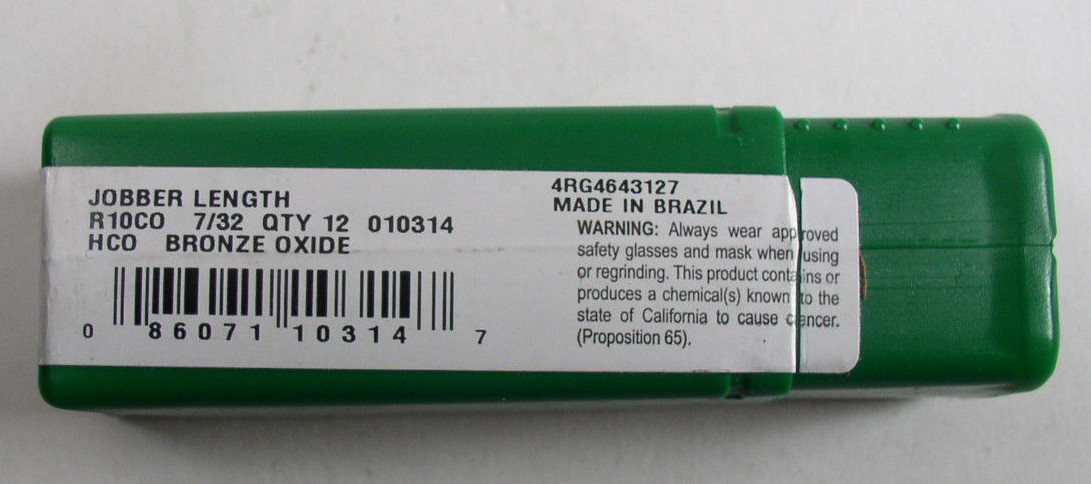 JOBBER LENGTH
R10CO 7/32 QTY 12 010314
HCO BRONZE OXIDE
0 86071 10314 7
4RG4643127
MADE IN BRAZIL
WARNING: Always wear approved
safety glasses and mask when using
or regrinding. This product contains or
produces a chemical(s) known to the
state of California to cause cancer.
(Proposition 65).